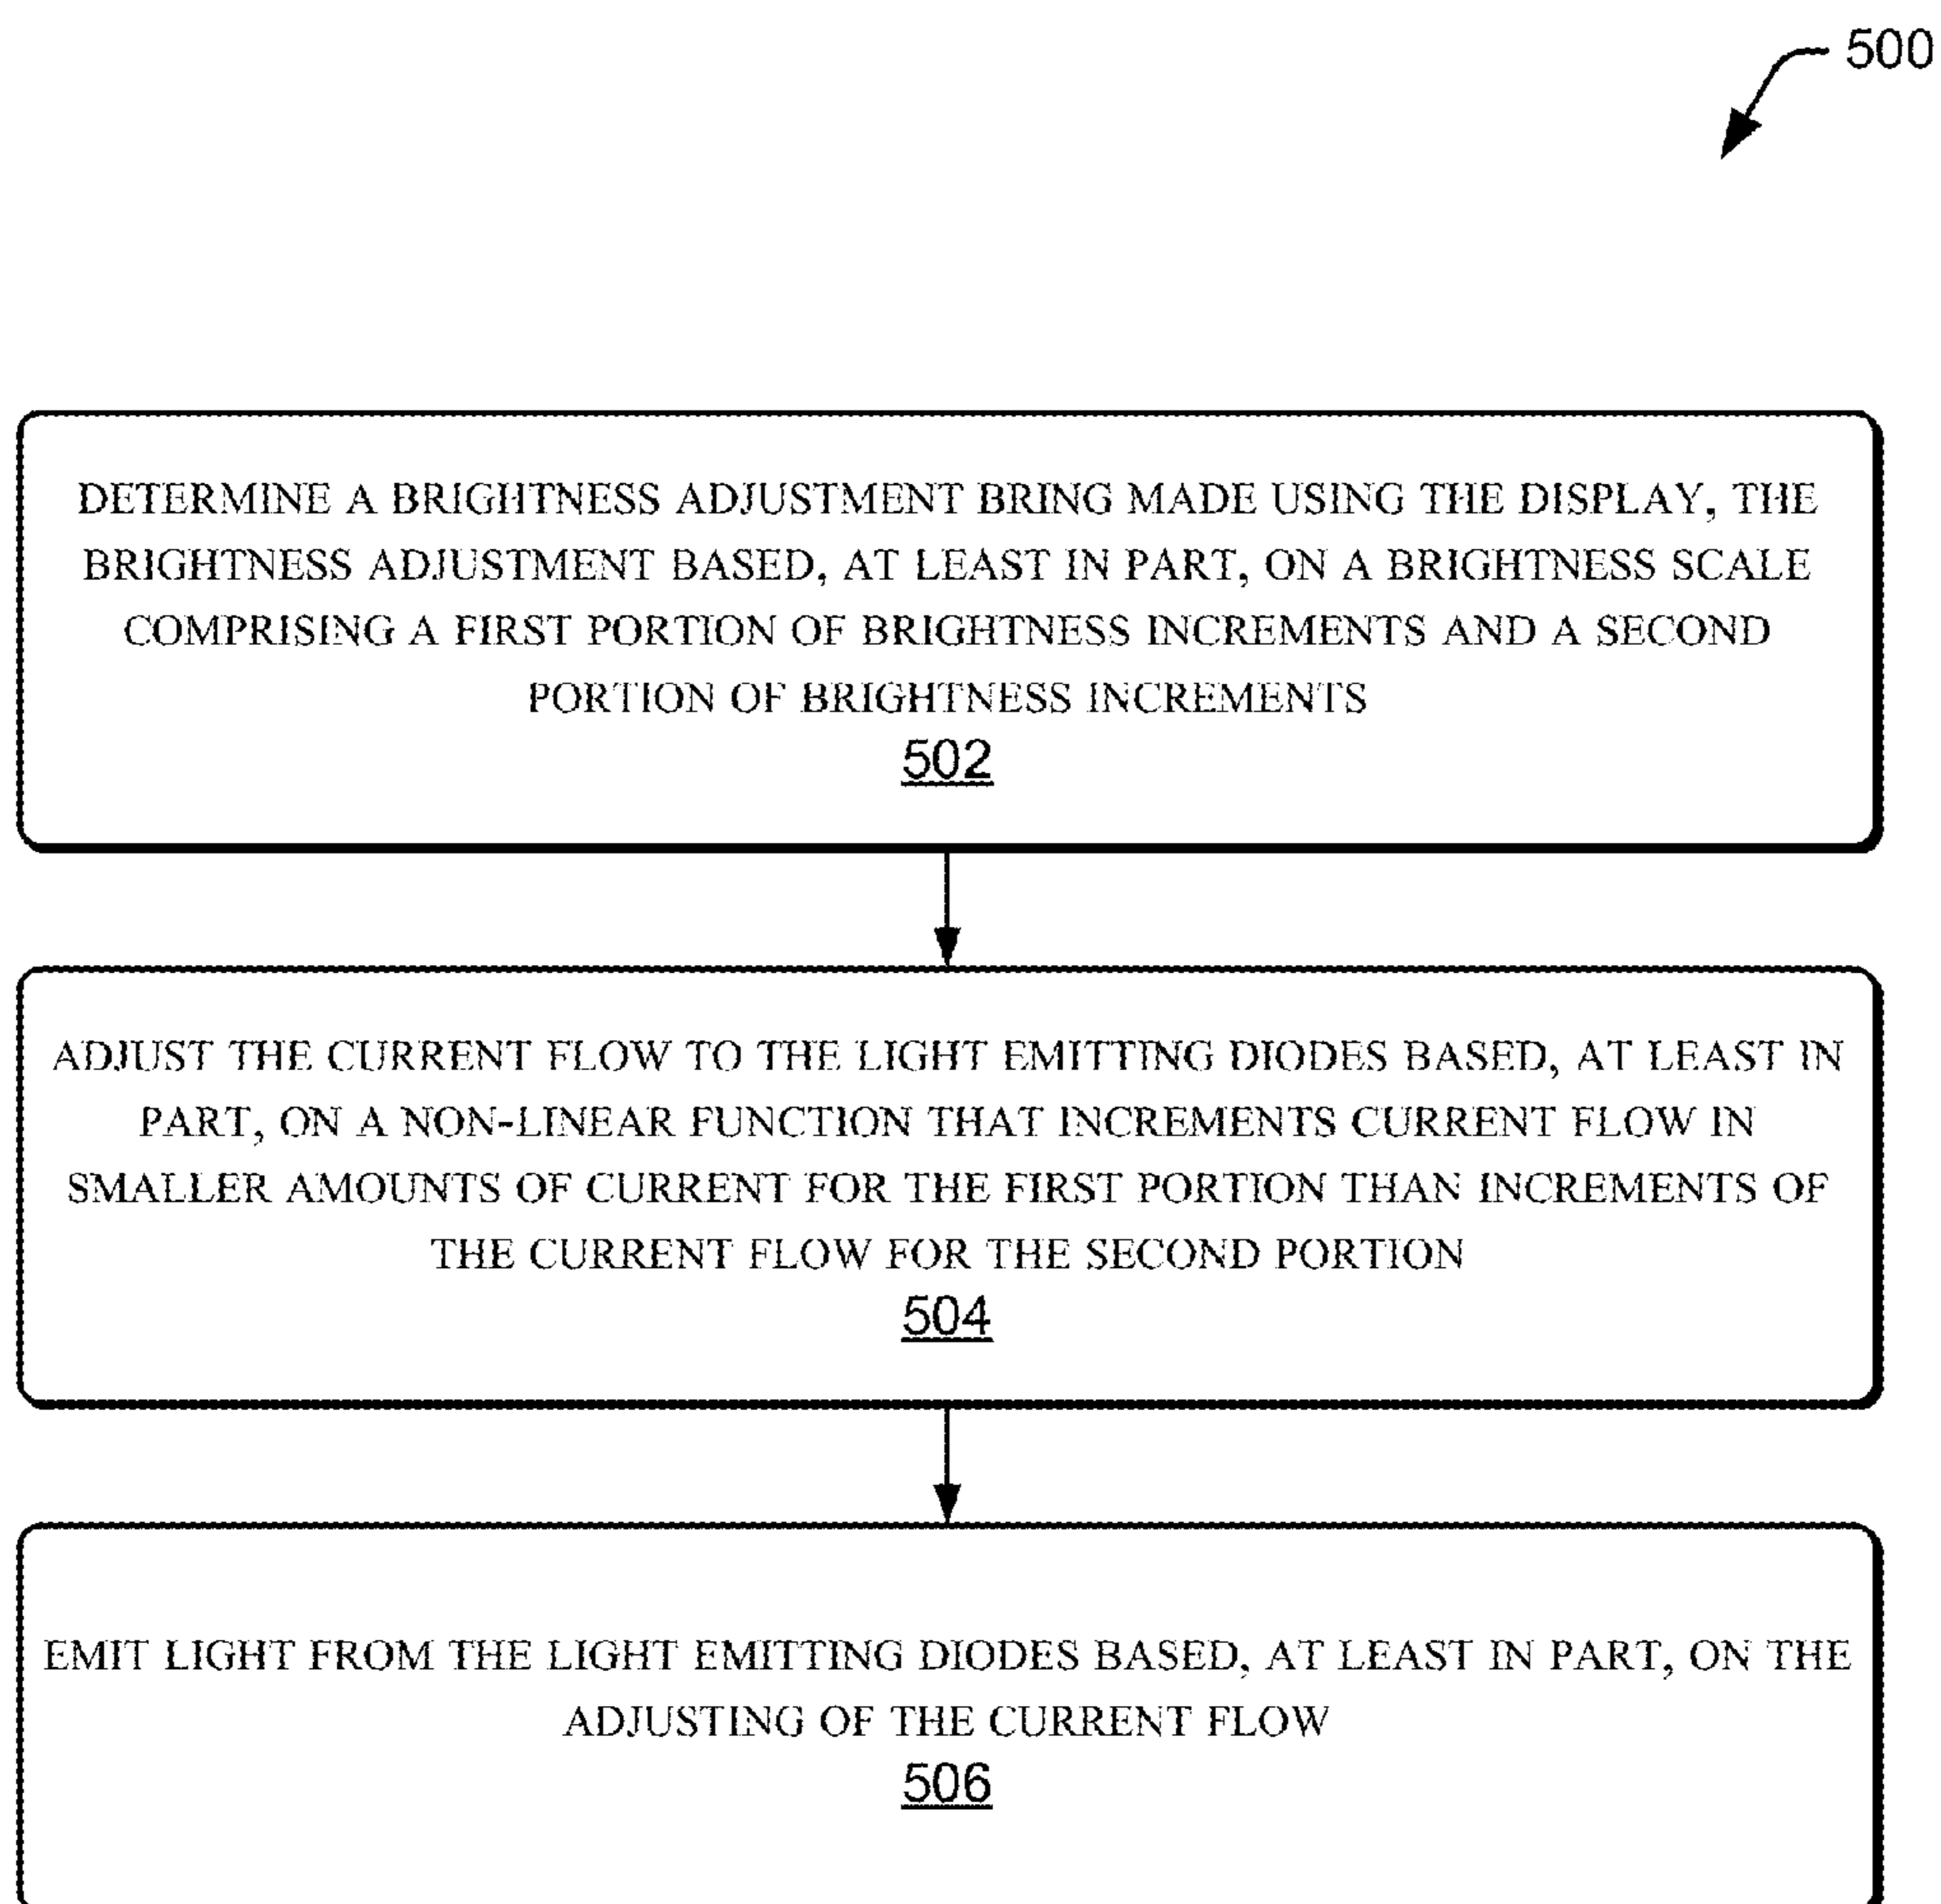 500
DETERMINE A BRIGHTNESS ADJUSTMENT BRING MADE USING THE DISPLAY, THE
BRIGHTNESS ADJUSTMENT BASED, AT LEAST IN PART, ON A BRIGHTNESS SCALE
COMPRISING A FIRST PORTION OF BRIGHTNESS INCREMENTS AND A SECOND
PORTION OF BRIGHTNESS INCREMENTS
502
ADJUST THE CURRENT FLOW TO THE LIGHT EMITTING DIODES BASED, AT LEAST IN
PART, ON A NON-LINEAR FUNCTION THAT INCREMENTS CURRENT FLOW IN
SMALLER AMOUNTS OF CURRENT FOR THE FIRST PORTION THAN INCREMENTS OF
THE CURRENT FLOW FOR THE SECOND PORTION
504
EMIT LIGHT FROM THE LIGHT EMITTING DIODES BASED, AT LEAST IN PART, ON THE
ADJUSTING OF THE CURRENT FLOW
506